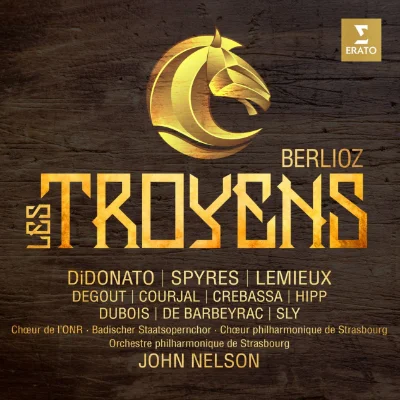 ERATO
BERLIOZ
LES TROYENS
DiDONATO | SPYRES | LEMIEUX
DEGOUT | COURJAL | CREBASSA | HIPP
DUBOIS | DE BARBEYRAC | SLY
Chœur de l'ONR · Badischer Staatsopernchor · Chœur philharmonique de Strasbourg
Orchestre philharmonique de Strasbourg
JOHN NELSON